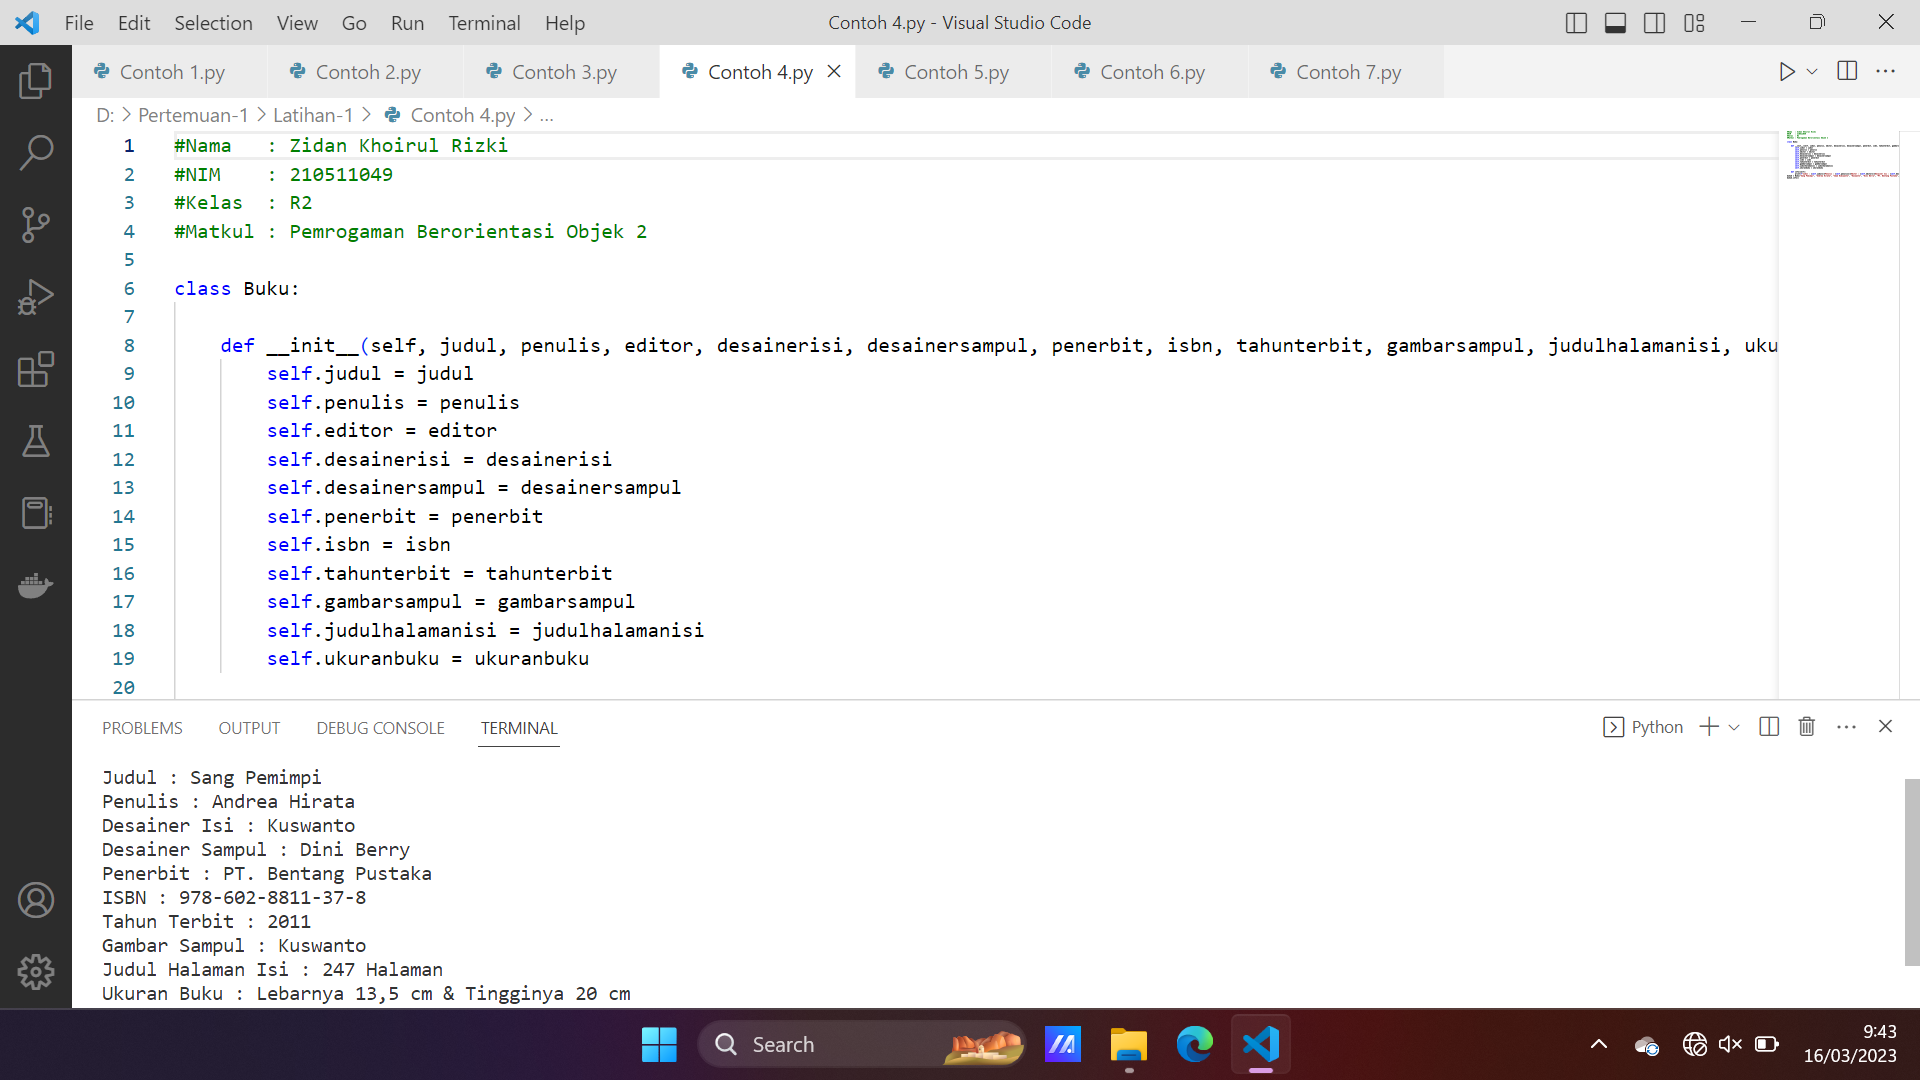 File Edit Selection View Go Run Terminal Help
Contoh 4.py - Visual Studio Code
Contoh 1.py
Contoh 2.py
Contoh 3.py
Contoh 4.py
Contoh 5.py
Contoh 6.py
Contoh 7.py
D: > Pertemuan-1 > Latihan-1 > Contoh 4.py > ...
1 #Nama   : Zidan Khoirul Rizki
2 #NIM    : 210511049
3 #Kelas  : R2
4 #Matkul : Pemrogaman Berorientasi Objek 2
5
6 class Buku:
7
8     def __init__(self, judul, penulis, editor, desainerisi, desainersampul, penerbit, isbn, tahunterbit, gambarsampul, judulhalamanisi, uku
9         self.judul = judul
10         self.penulis = penulis
11         self.editor = editor
12         self.desainerisi = desainerisi
13         self.desainersampul = desainersampul
14         self.penerbit = penerbit
15         self.isbn = isbn
16         self.tahunterbit = tahunterbit
17         self.gambarsampul = gambarsampul
18         self.judulhalamanisi = judulhalamanisi
19         self.ukuranbuku = ukuranbuku
20
PROBLEMS OUTPUT DEBUG CONSOLE TERMINAL
Python
Judul : Sang Pemimpi
Penulis : Andrea Hirata
Desainer Isi : Kuswanto
Desainer Sampul : Dini Berry
Penerbit : PT. Bentang Pustaka
ISBN : 978-602-8811-37-8
Tahun Terbit : 2011
Gambar Sampul : Kuswanto
Judul Halaman Isi : 247 Halaman
Ukuran Buku : Lebarnya 13,5 cm & Tingginya 20 cm
Search
9:43
16/03/2023